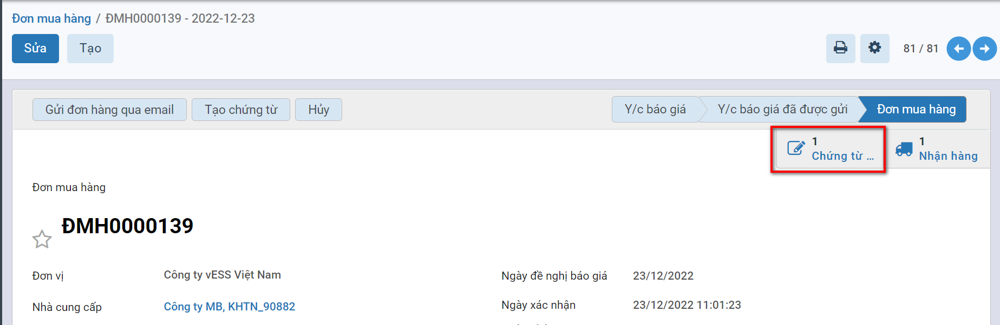 Đơn mua hàng / ĐMH0000139 - 2022-12-23
Sửa Tạo 81 / 81
Gửi đơn hàng qua email Tạo chứng từ Hủy Y/c báo giá Y/c báo giá đã được gửi Đơn mua hàng
1 1
Chứng từ ... Nhận hàng
Đơn mua hàng
ĐMH0000139
Đơn vị Công ty vESS Việt Nam Ngày đề nghị báo giá 23/12/2022
Nhà cung cấp Công ty MB, KHTN_90882 Ngày xác nhận 23/12/2022 11:01:23